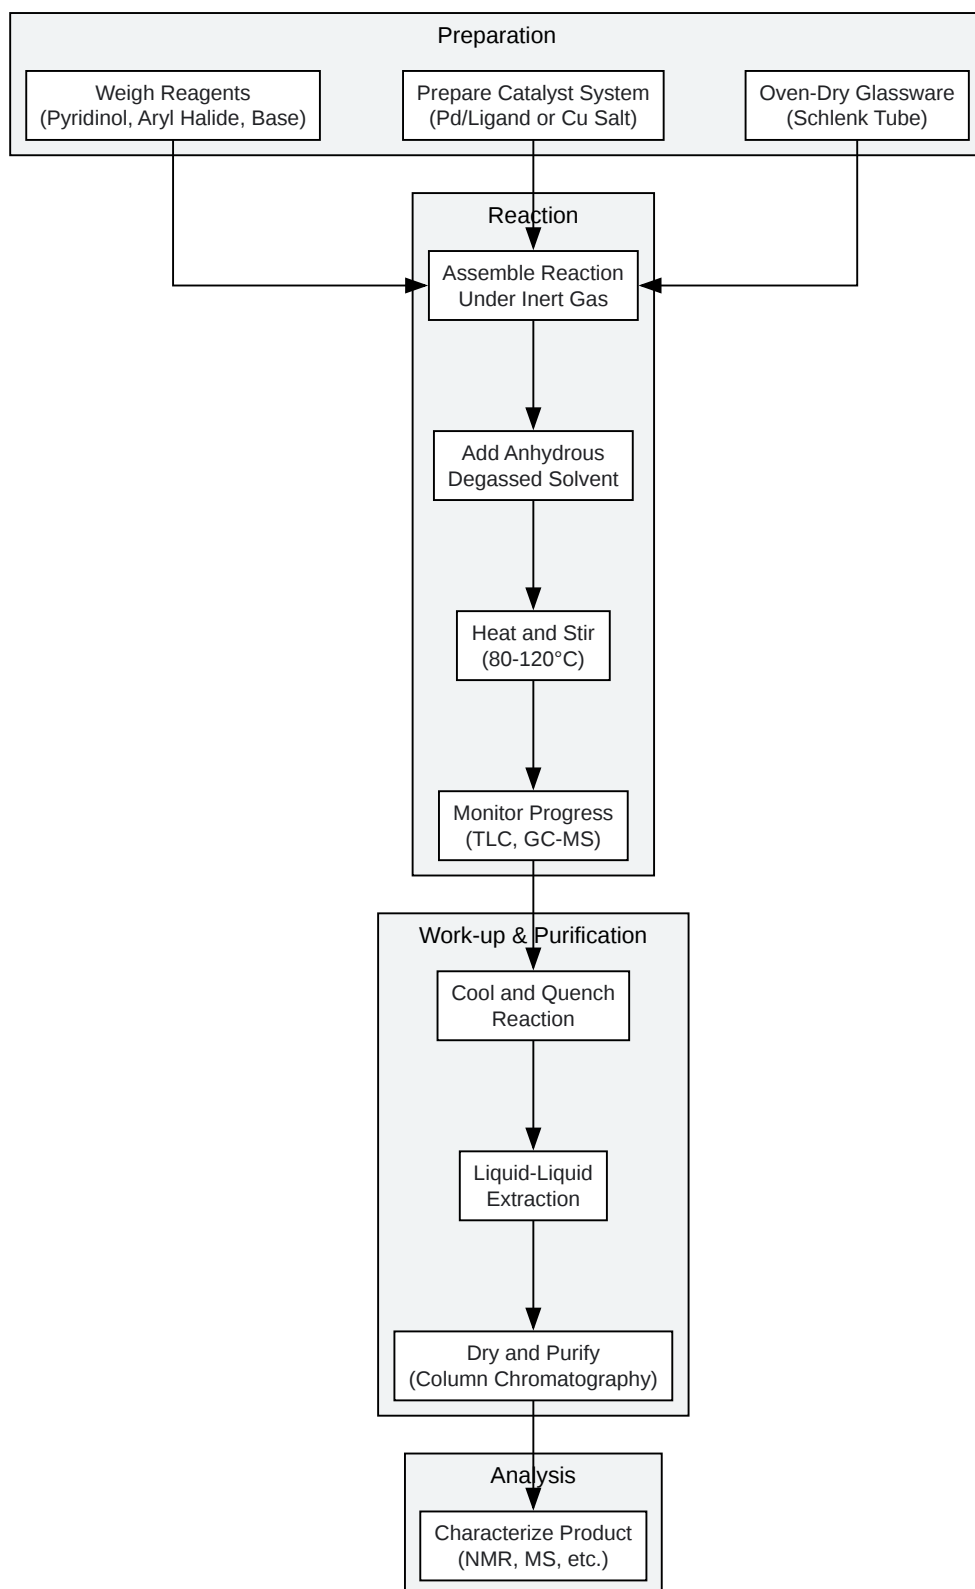 Preparation
Weigh Reagents
(Pyridinol, Aryl Halide, Base)
Prepare Catalyst System
(Pd/Ligand or Cu Salt)
Oven-Dry Glassware
(Schlenk Tube)
Reaction
Assemble Reaction
Under Inert Gas
Add Anhydrous
Degassed Solvent
Heat and Stir
(80-120°C)
Monitor Progress
(TLC, GC-MS)
Work-up & Purification
Cool and Quench
Reaction
Liquid-Liquid
Extraction
Dry and Purify
(Column Chromatography)
Analysis
Characterize Product
(NMR, MS, etc.)